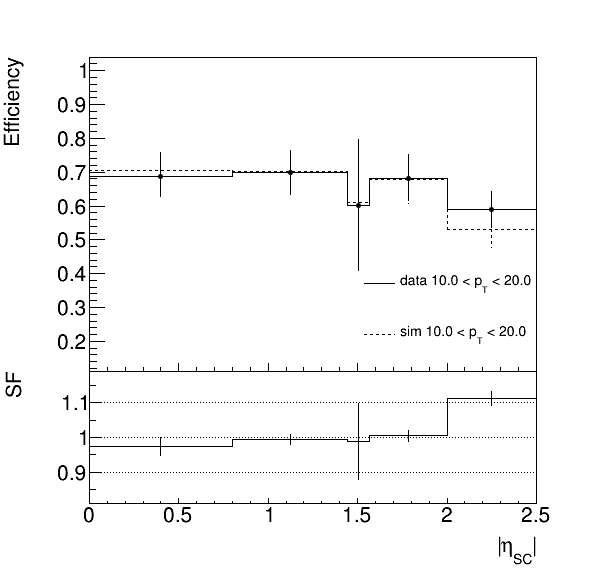 Efficiency
1
0.9
0.8
0.7
0.6
0.5
0.4
0.3
0.2
data 10.0 < p_T < 20.0
sim 10.0 < p_T < 20.0
SF
1.1
1
0.9
0 0.5 1 1.5 2 2.5
|η_SC|